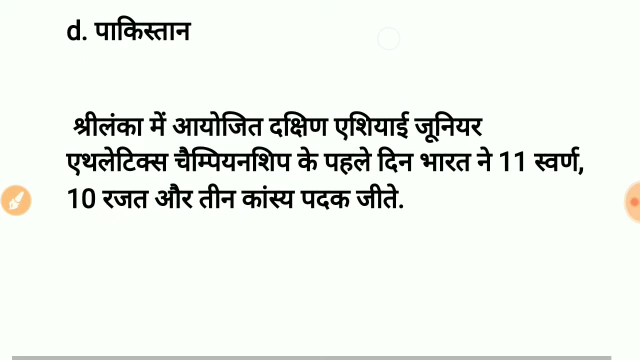 d. पाकिस्तान
श्रीलंका में आयोजित दक्षिण एशियाई जूनियर
एथलेटिक्स चैम्पियनशिप के पहले दिन भारत ने 11 स्वर्ण,
10 रजत और तीन कांस्य पदक जीते.